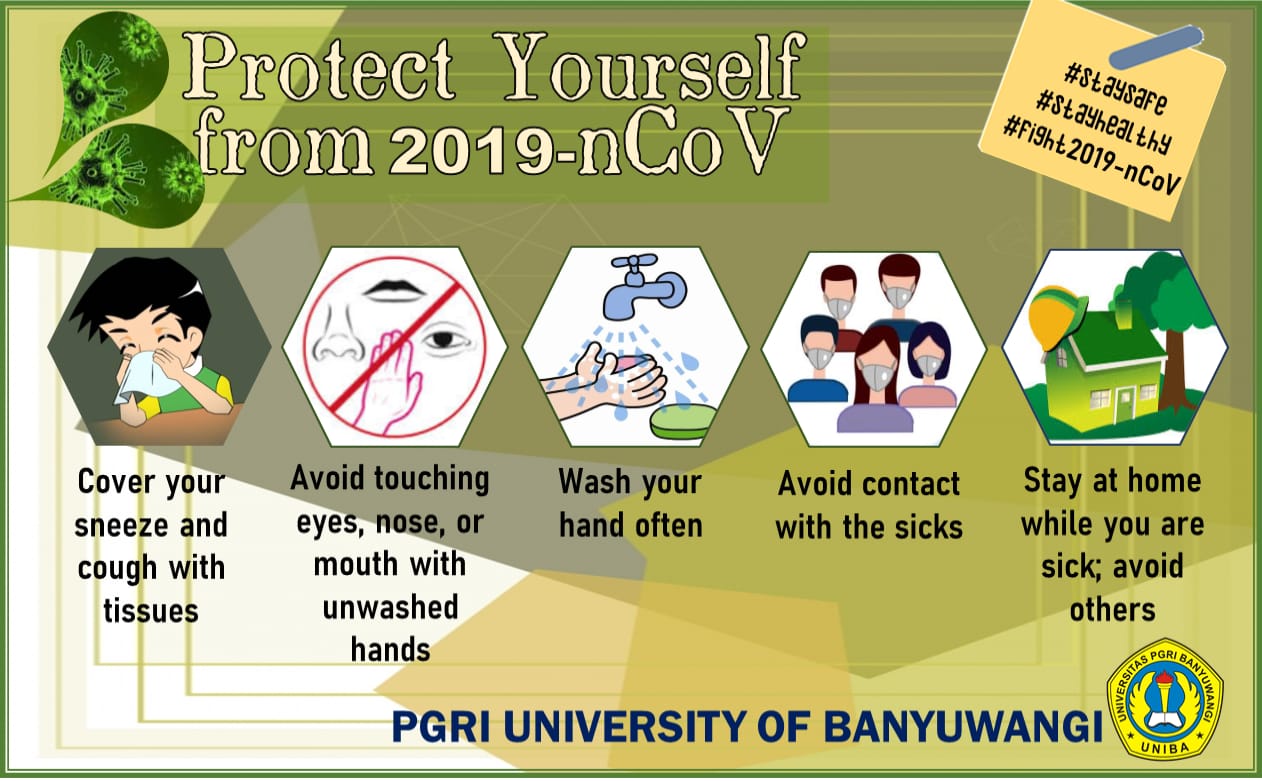 Protect Yourself
from 2019-nCoV
#Staysafe
#Stayhealthy
#Fight2019-nCoV
Cover your
sneeze and
cough with
tissues
Avoid touching
eyes, nose, or
mouth with
unwashed
hands
Wash your
hand often
Avoid contact
with the sicks
Stay at home
while you are
sick; avoid
others
PGRI UNIVERSITY OF BANYUWANGI
UNIVERSITAS PGRI BANYUWANGI
UNIBA